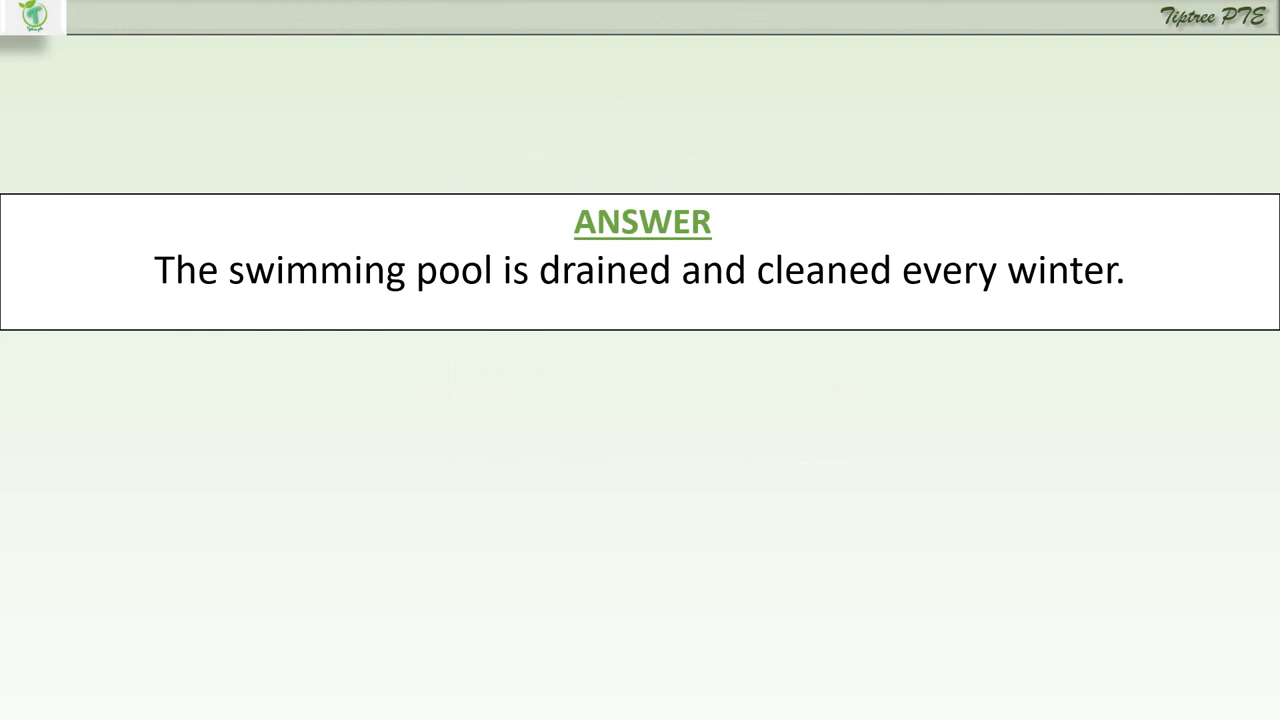 Tiptree PTE
ANSWER
The swimming pool is drained and cleaned every winter.